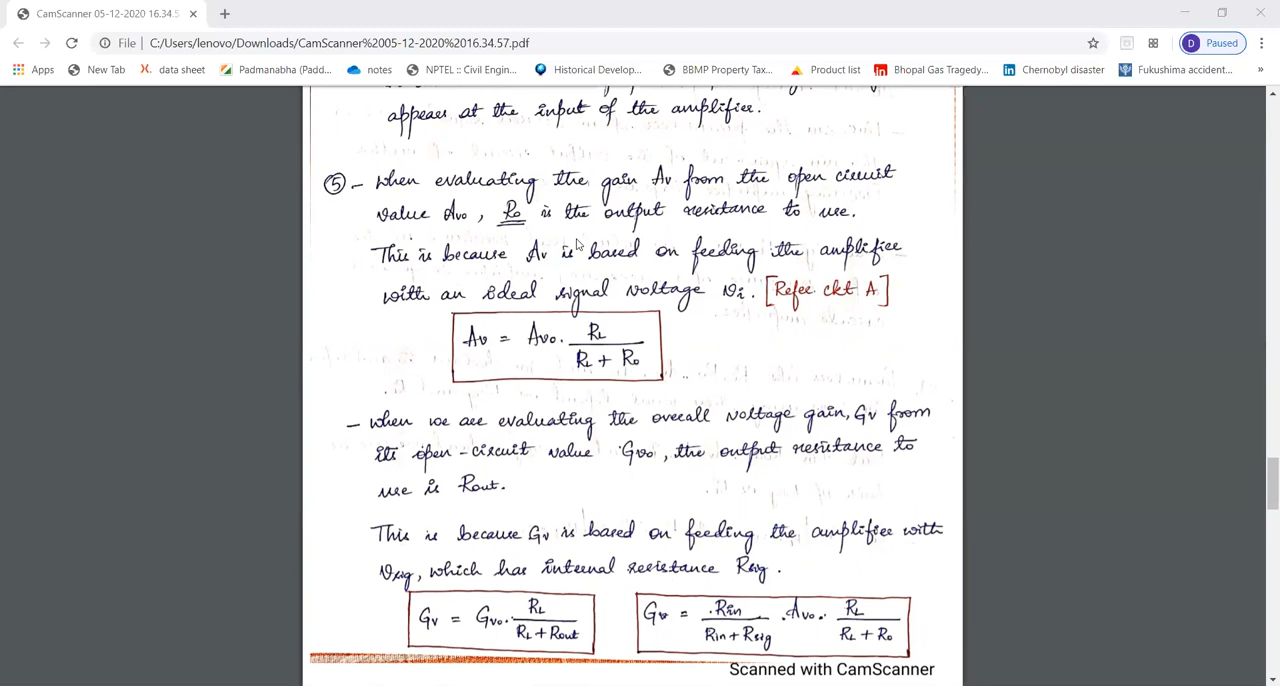 CamScanner 05-12-2020 16.34.5
Paused
File C:/Users/lenovo/Downloads/CamScanner%2005-12-2020%2016.34.57.pdf
D
Apps New Tab data sheet Padmanabha (Padd... notes NPTEL :: Civil Engin... Historical Develop... BBMP Property Tax... Product list Bhopal Gas Tragedy... Chernobyl disaster Fukushima accident... »
appears at the input of the amplifier.
⑤ - When evaluating the gain Av from the open circuit
value Avo, Ro is the output resistance to use.
This is because Av is based on feeding the amplifier
with an ideal signal voltage vi. [Refer ckt A]
Av = Avo. RL / (RL + Ro)
- When we are evaluating the overall voltage gain, Gv from
its open-circuit value Gvo, the output resistance to
use is Rout.
This is because Gv is based on feeding the amplifier with
vsig, which has internal resistance Rsig.
Gv = Gvo. RL / (RL + Rout)
Gv = Rin / (Rin + Rsig) . Avo. RL / (RL + Ro)
Scanned with CamScanner